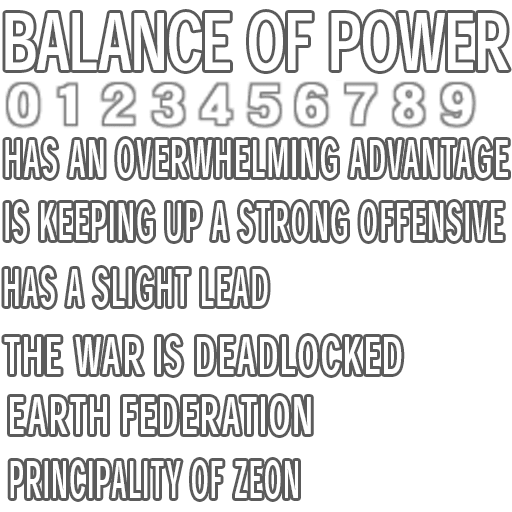 BALANCE OF POWER
0 1 2 3 4 5 6 7 8 9
HAS AN OVERWHELMING ADVANTAGE
IS KEEPING UP A STRONG OFFENSIVE
HAS A SLIGHT LEAD
THE WAR IS DEADLOCKED
EARTH FEDERATION
PRINCIPALITY OF ZEON